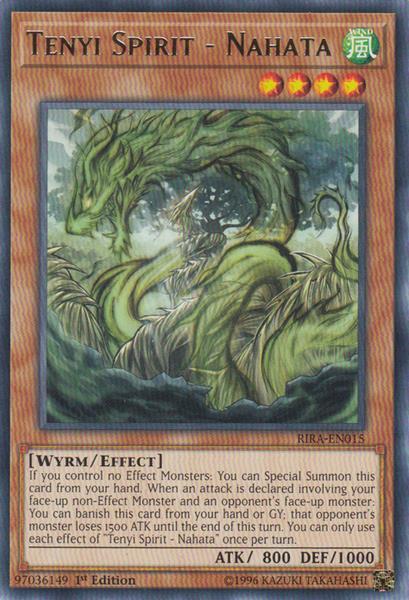 TENYI SPIRIT - NAHATA
WIND
風
RIRA-EN015
[WYRM/EFFECT]
If you control no Effect Monsters: You can Special Summon this
card from your hand. When an attack is declared involving your
face-up non-Effect Monster and an opponent's face-up monster:
You can banish this card from your hand or GY; that opponent's
monster loses 1500 ATK until the end of this turn. You can only use
each effect of "Tenyi Spirit - Nahata" once per turn.
ATK/ 800 DEF/1000
97036149 1st Edition ©1996 KAZUKI TAKAHASHI